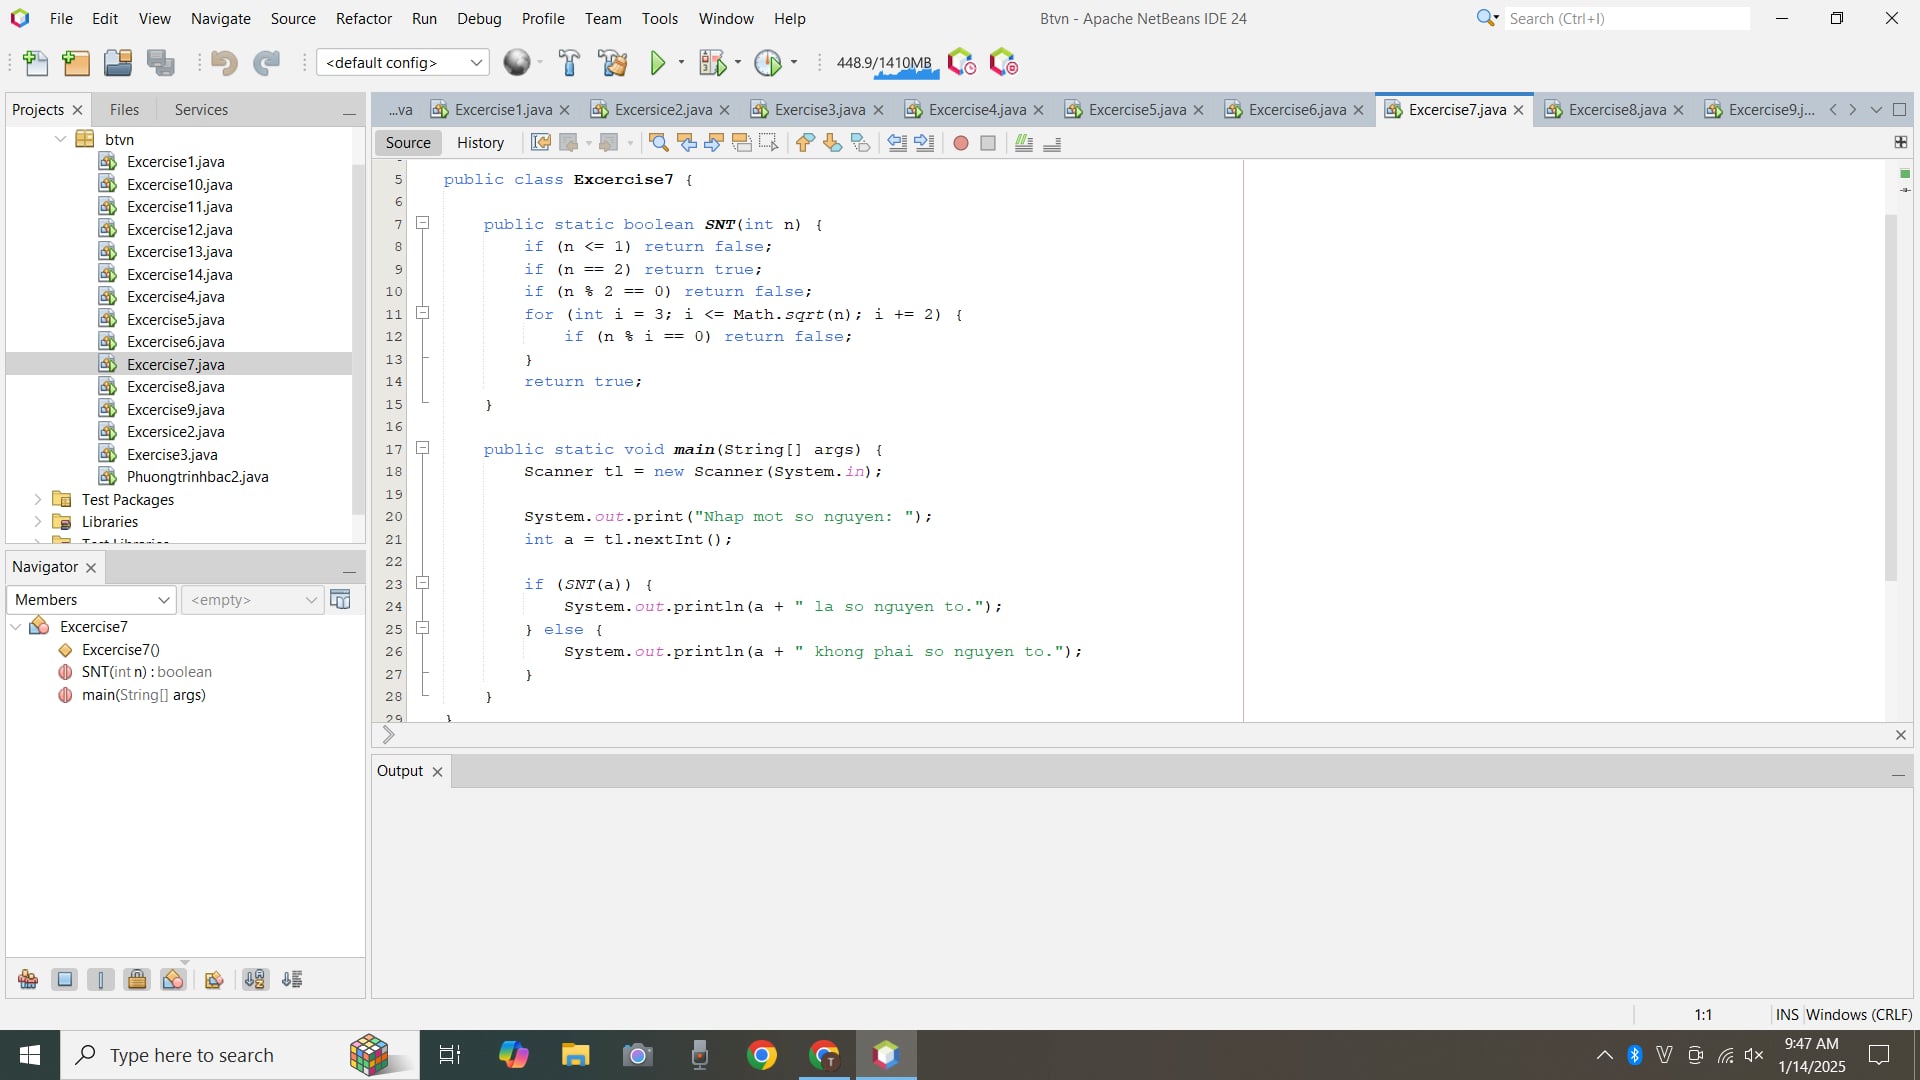 File Edit View Navigate Source Refactor Run Debug Profile Team Tools Window Help Btvn - Apache NetBeans IDE 24 Search (Ctrl+I)
<default config> 448.9/1410MB
Projects Files Services
...va Excercise1.java Excersice2.java Exercise3.java Excercise4.java Excercise5.java Excercise6.java Excercise7.java Excercise8.java Excercise9.j...
Source History
btvn
Excercise1.java
Excercise10.java
Excercise11.java
Excercise12.java
Excercise13.java
Excercise14.java
Excercise4.java
Excercise5.java
Excercise6.java
Excercise7.java
Excercise8.java
Excercise9.java
Excersice2.java
Exercise3.java
Phuongtrinhbac2.java
Test Packages
Libraries
Test Libraries
5 public class Excercise7 {
6
7 public static boolean SNT(int n) {
8 if (n <= 1) return false;
9 if (n == 2) return true;
10 if (n % 2 == 0) return false;
11 for (int i = 3; i <= Math.sqrt(n); i += 2) {
12 if (n % i == 0) return false;
13 }
14 return true;
15 }
16
17 public static void main(String[] args) {
18 Scanner tl = new Scanner(System.in);
19
20 System.out.print("Nhap mot so nguyen: ");
21 int a = tl.nextInt();
22
23 if (SNT(a)) {
24 System.out.println(a + " la so nguyen to.");
25 } else {
26 System.out.println(a + " khong phai so nguyen to.");
27 }
28 }
29 }
Navigator
Members <empty>
Excercise7
Excercise7()
SNT(int n) : boolean
main(String[] args)
Output
1:1 INS Windows (CRLF)
Type here to search
T
9:47 AM
1/14/2025